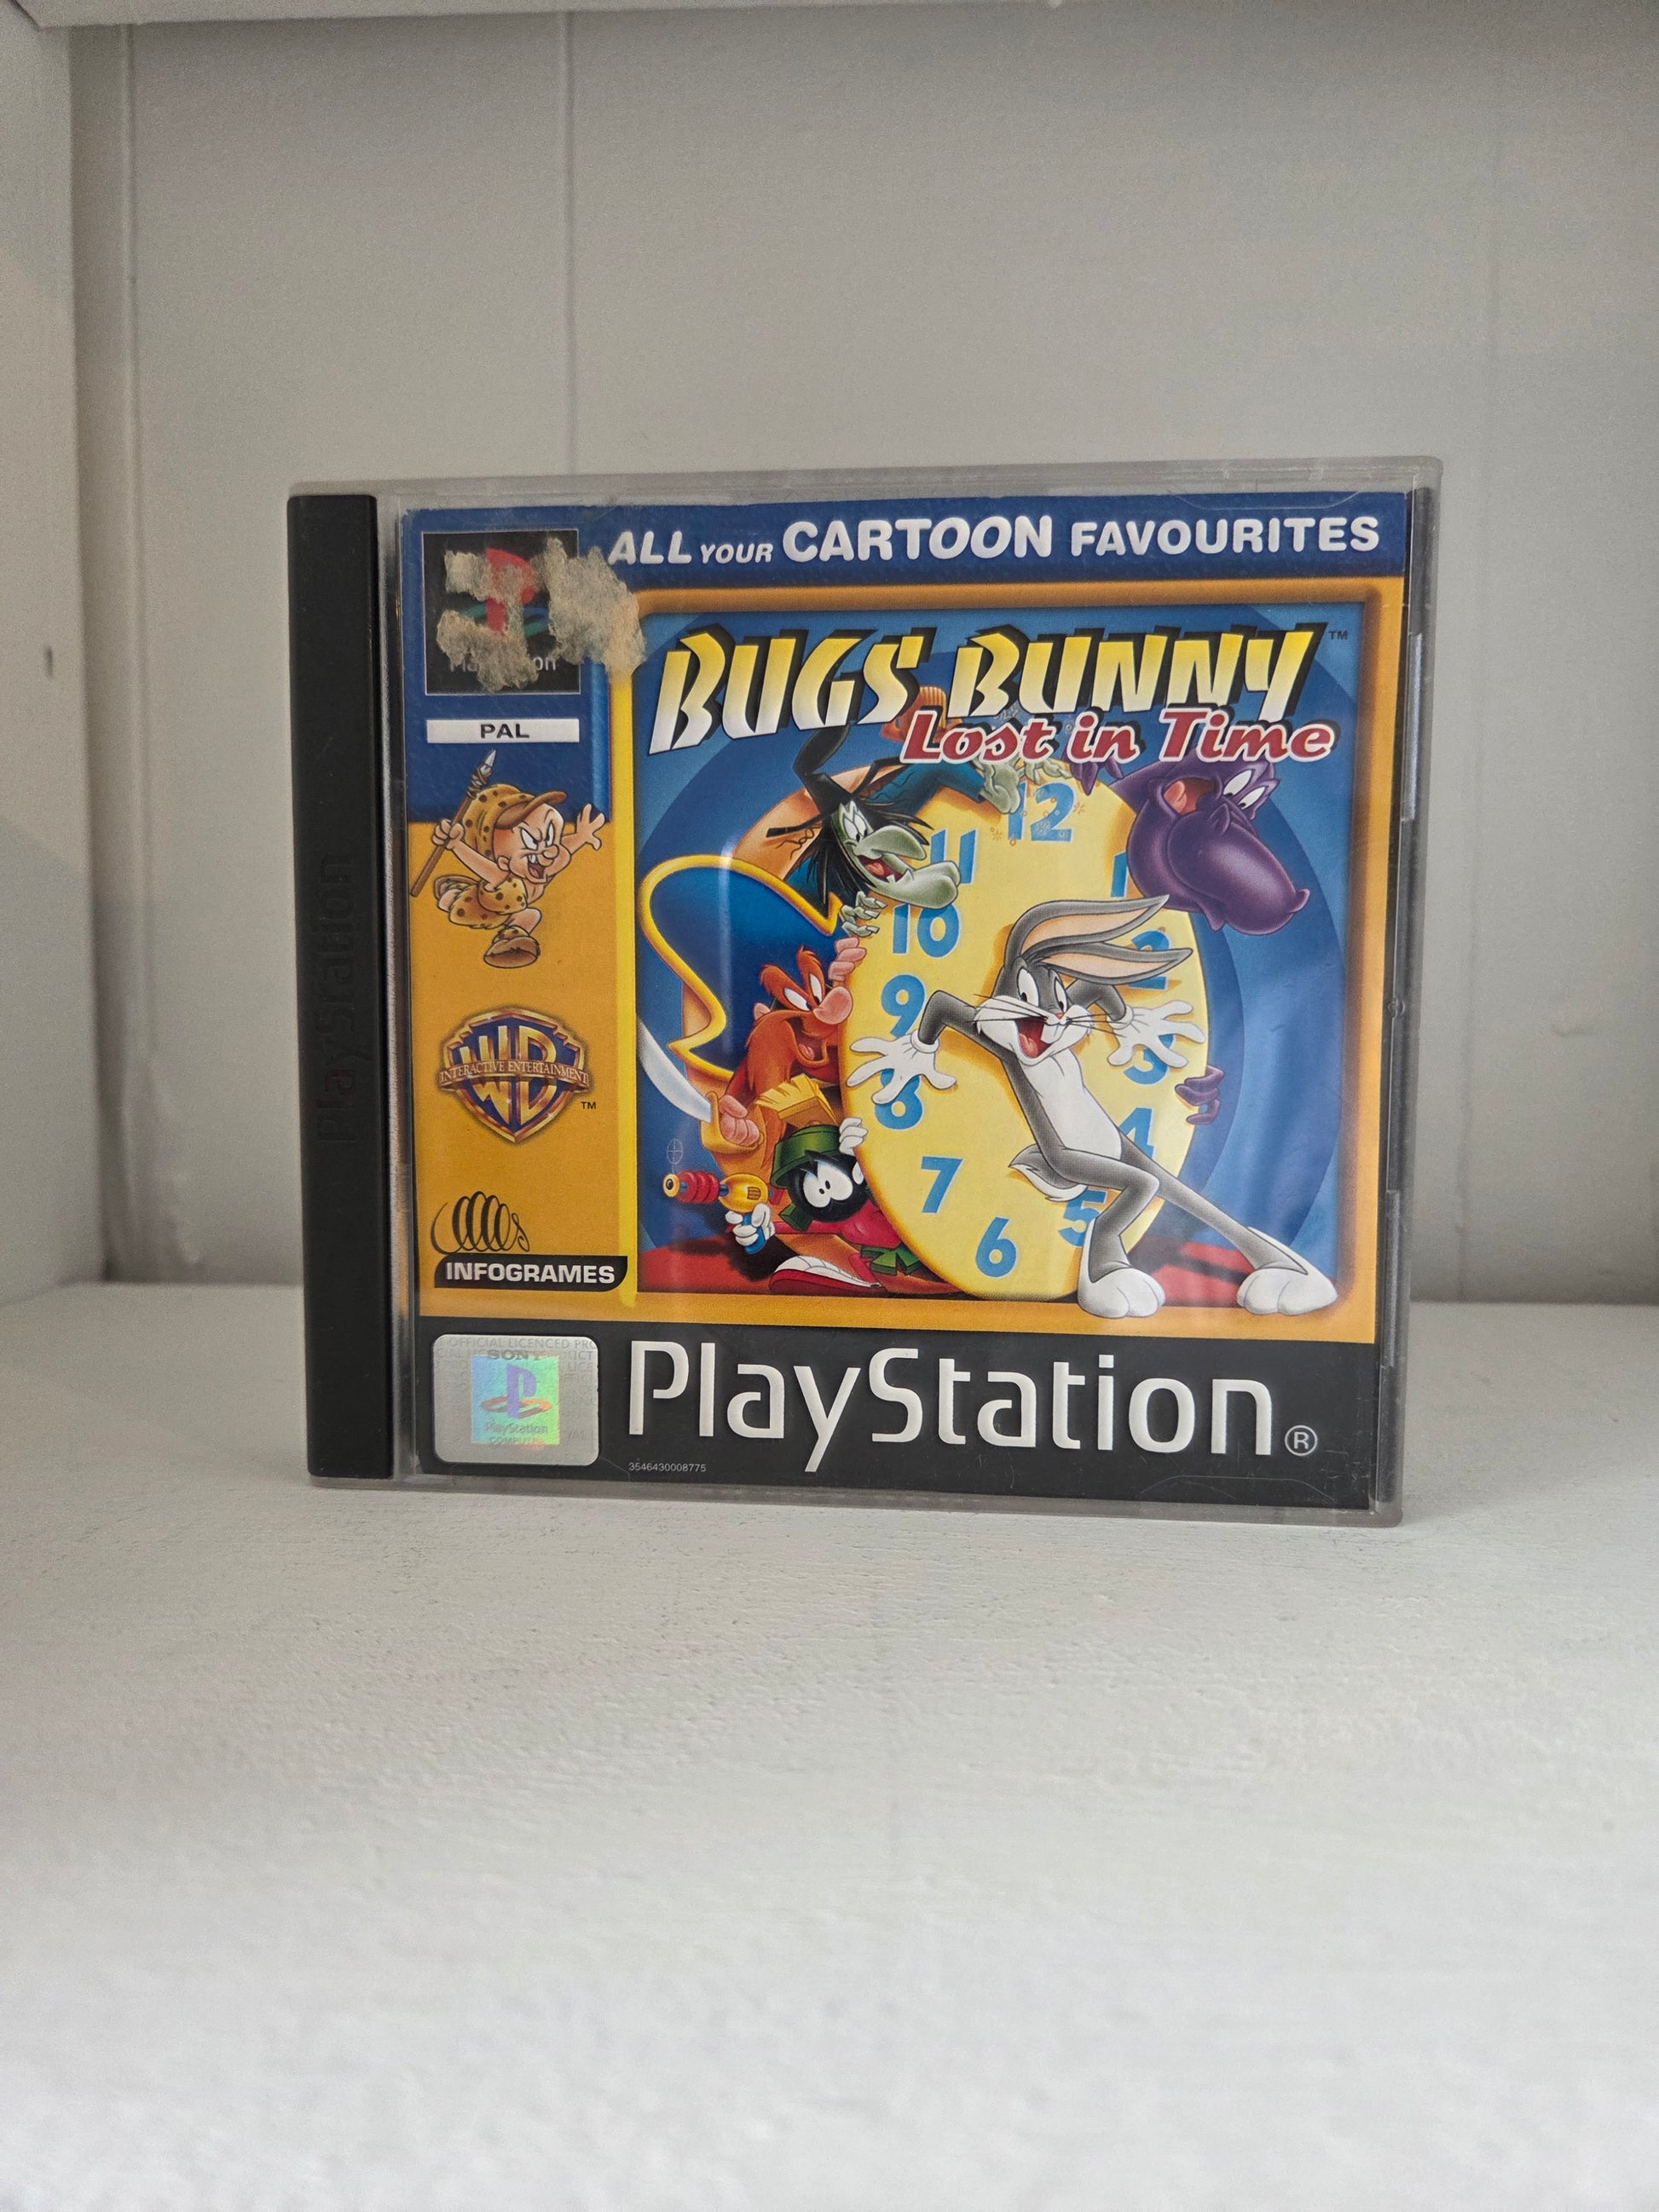 ALL YOUR CARTOON FAVOURITES
PAL
BUGS BUNNY™
Lost in Time
11
12
1
10
2
9
3
8
4
7
6
5
WB
INTERACTIVE ENTERTAINMENT
TM
INFOGRAMES
SONY
PlayStation
PlayStation®
3546430008775
PlayStation